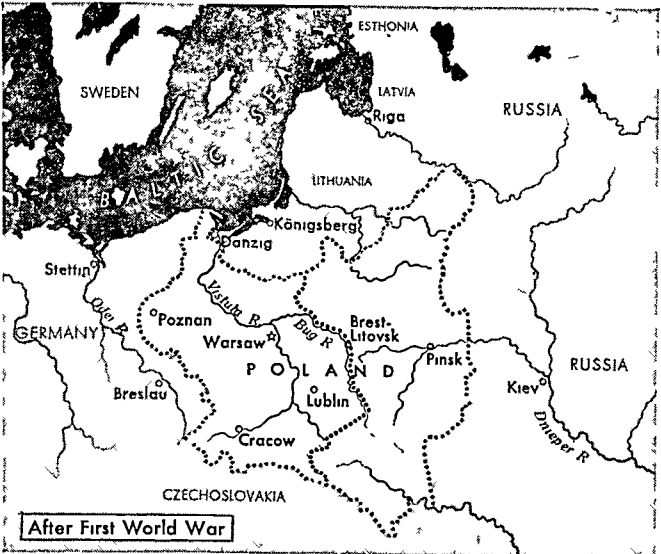 ESTHONIA
SWEDEN
LATVIA
Riga
RUSSIA
BALTIC SEA
LITHUANIA
Königsberg
Danzig
Stettin
Oder R
Vistula R
Poznan
Bug R
Brest-
Litovsk
GERMANY
Warsaw
Pinsk
POLAND
RUSSIA
Breslau
Lublin
Kiev
Cracow
Dnieper R
CZECHOSLOVAKIA
After First World War